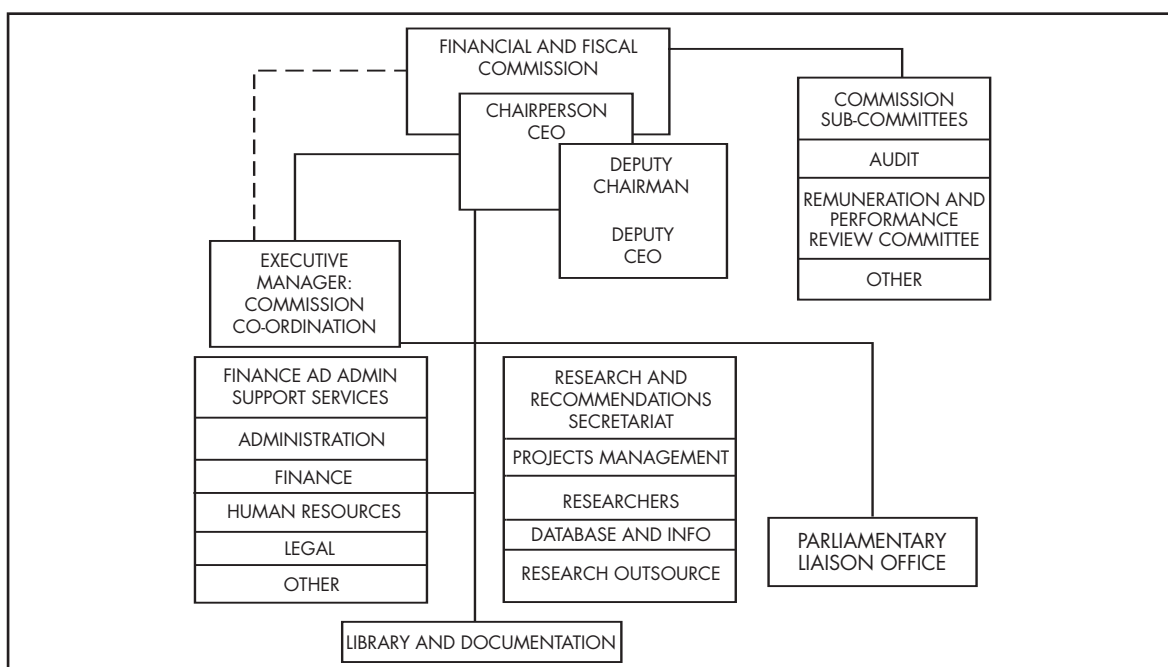 FINANCIAL AND FISCAL
COMMISSION
CHAIRPERSON
CEO
DEPUTY
CHAIRMAN
DEPUTY
CEO
COMMISSION
SUB-COMMITTEES
AUDIT
REMUNERATION AND
PERFORMANCE
REVIEW COMMITTEE
OTHER
EXECUTIVE
MANAGER:
COMMISSION
CO-ORDINATION
FINANCE AD ADMIN
SUPPORT SERVICES
ADMINISTRATION
FINANCE
HUMAN RESOURCES
LEGAL
OTHER
RESEARCH AND
RECOMMENDATIONS
SECRETARIAT
PROJECTS MANAGEMENT
RESEARCHERS
DATABASE AND INFO
RESEARCH OUTSOURCE
PARLIAMENTARY
LIAISON OFFICE
LIBRARY AND DOCUMENTATION